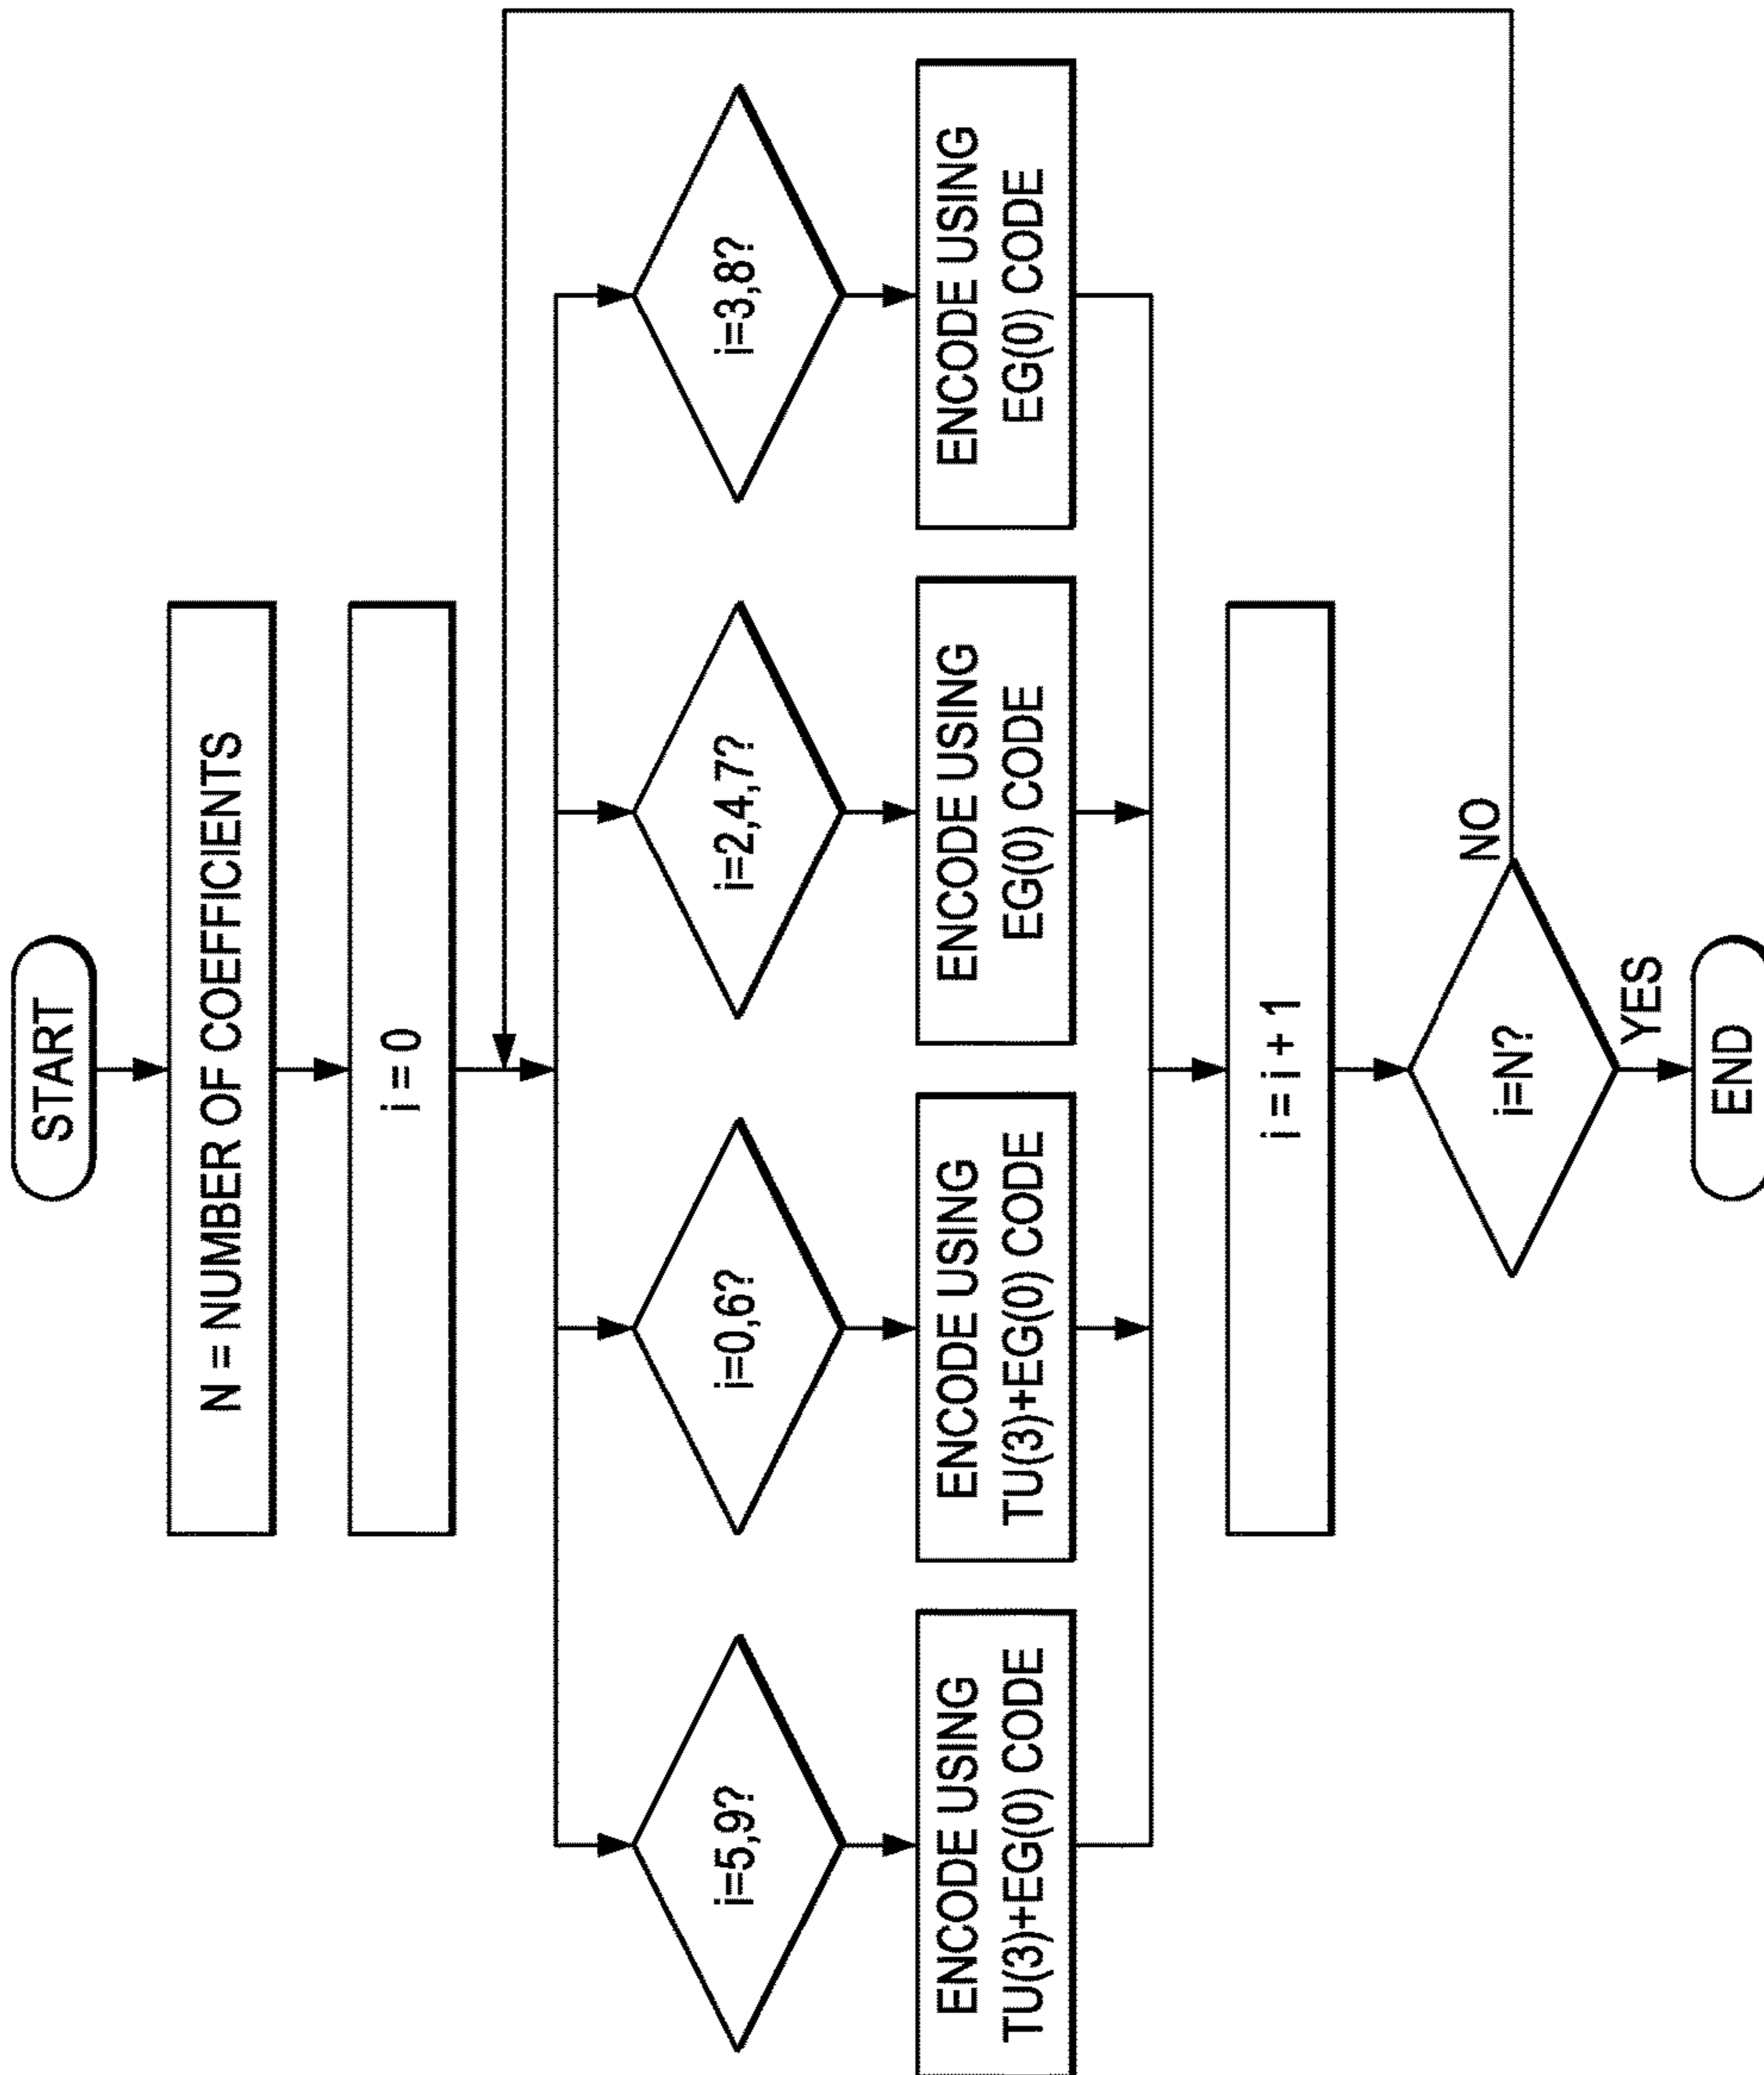 START
N = NUMBER OF COEFFICIENTS
i = 0
i=5,9?
i=0,6?
i=2,4,7?
i=3,8?
ENCODE USING
TU(3)+EG(0) CODE
ENCODE USING
TU(3)+EG(0) CODE
ENCODE USING
EG(0) CODE
ENCODE USING
EG(0) CODE
i = i + 1
i=N?
NO
YES
END